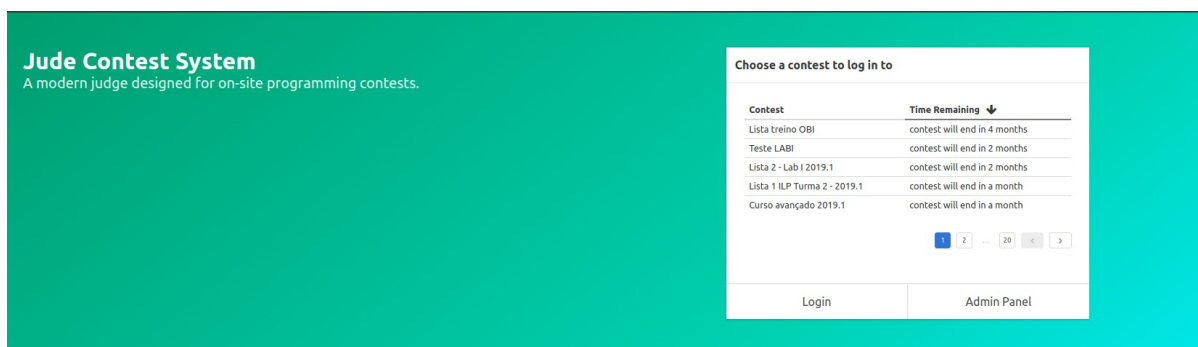 Jude Contest System
A modern judge designed for on-site programming contests.
Choose a contest to log in to
Contest Time Remaining
Lista treino OBI contest will end in 4 months
Teste LABI contest will end in 2 months
Lista 2 - Lab I 2019.1 contest will end in 2 months
Lista 1 ILP Turma 2 - 2019.1 contest will end in a month
Curso avançado 2019.1 contest will end in a month
1 2 ... 20 < >
Login Admin Panel